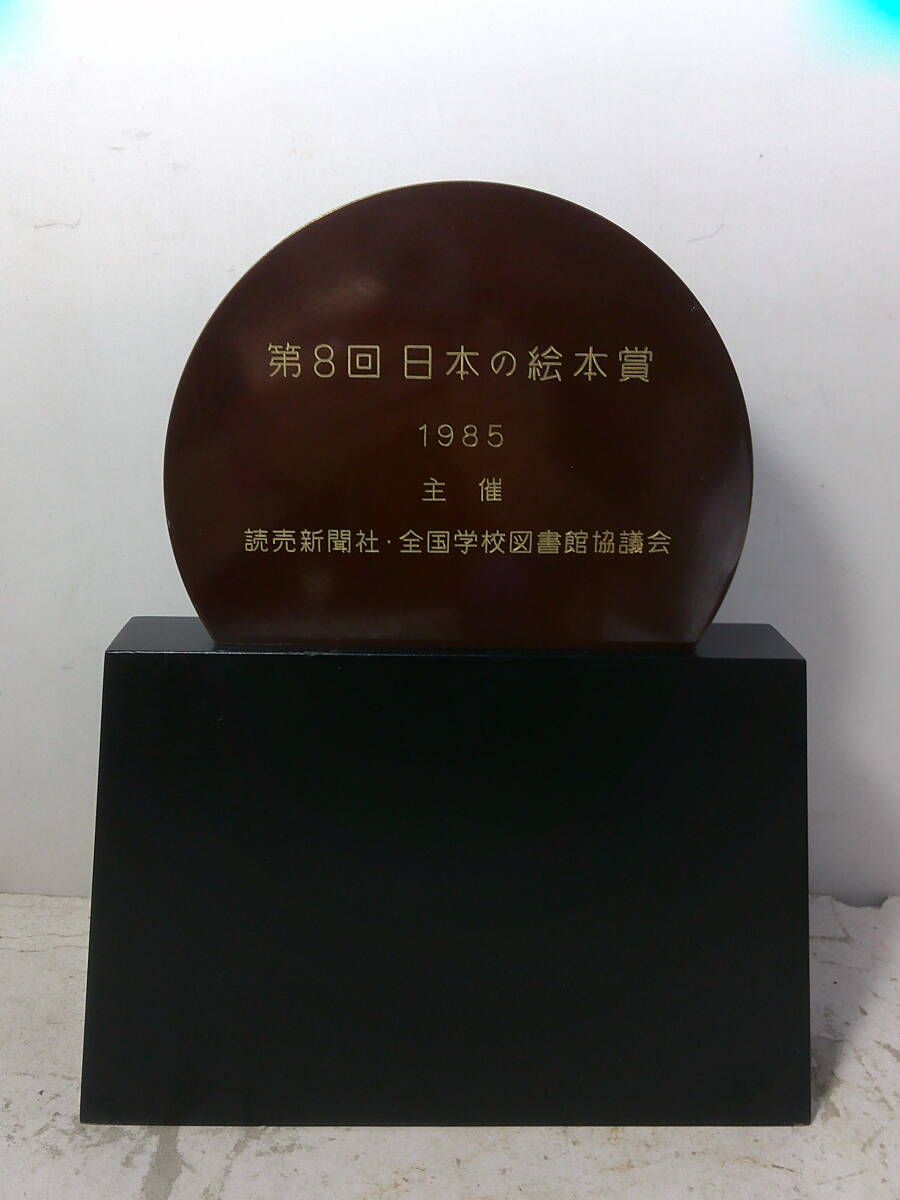 第8回 日本の絵本賞
1985
主 催
読売新聞社・全国学校図書館協議会